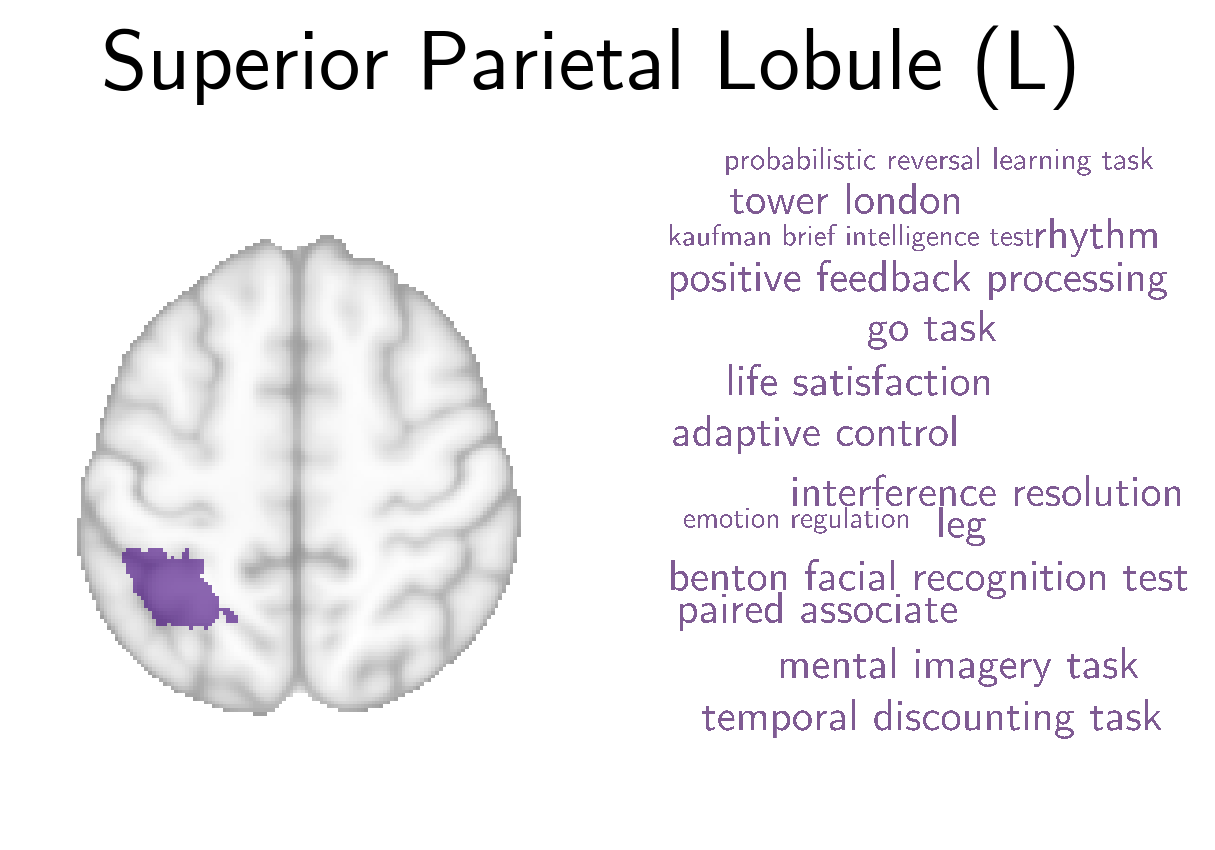 Superior Parietal Lobule (L)
probabilistic reversal learning task
tower london
kaufman brief intelligence test rhythm
positive feedback processing
go task
life satisfaction
adaptive control
interference resolution
emotion regulation leg
benton facial recognition test
paired associate
mental imagery task
temporal discounting task